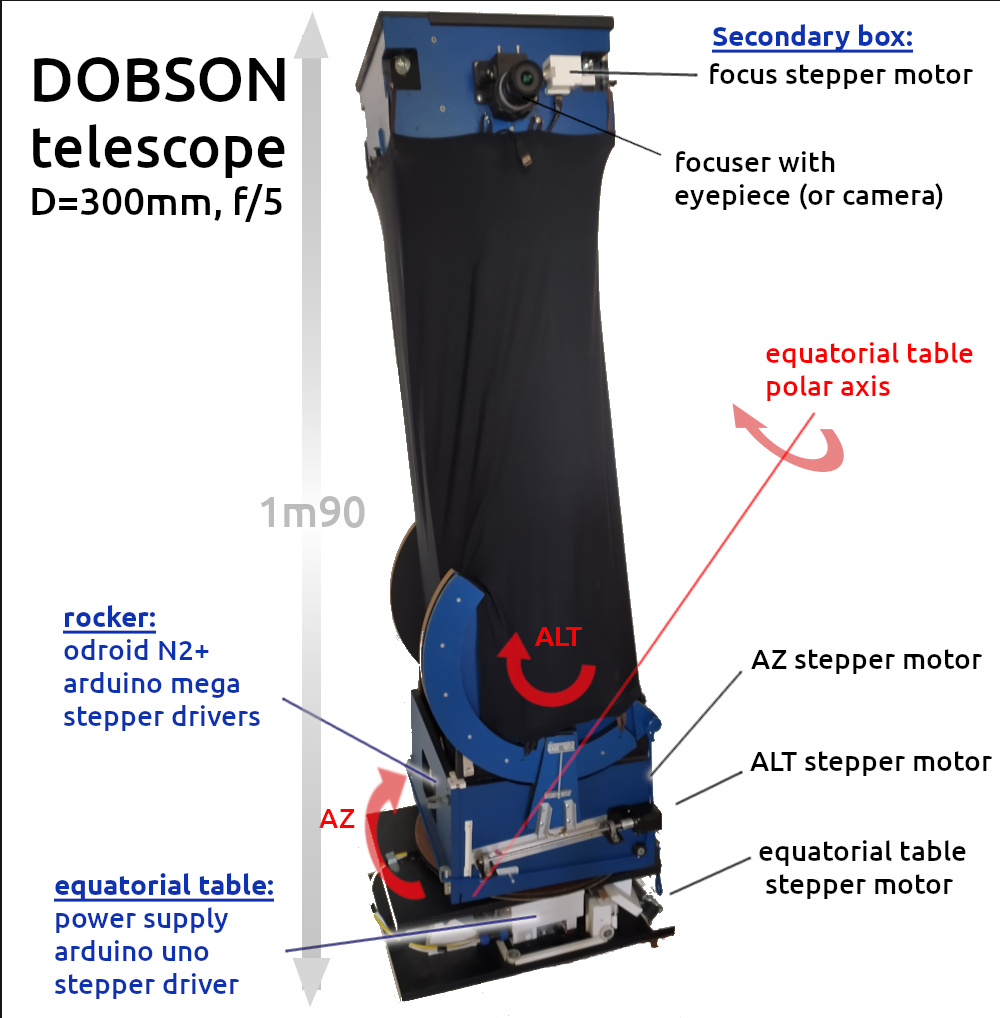 DOBSON
telescope
D=300mm, f/5
Secondary box:
focus stepper motor
focuser with
eyepiece (or camera)
equatorial table
polar axis
1m90
rocker:
odroid N2+
arduino mega
stepper drivers
ALT
AZ stepper motor
ALT stepper motor
AZ
equatorial table
stepper motor
equatorial table:
power supply
arduino uno
stepper driver